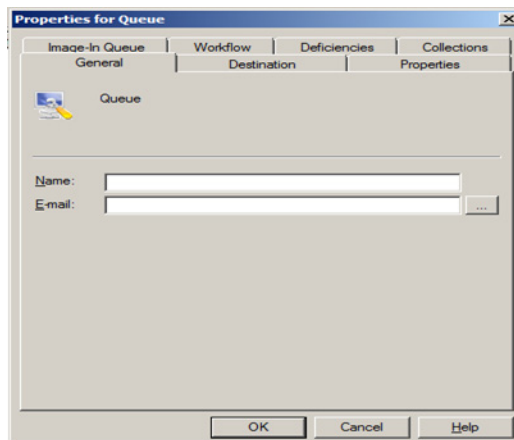 Properties for Queue
Image-In Queue Workflow Deficiencies Collections
General Destination Properties
Queue
Name:
E-mail:
...
OK Cancel Help